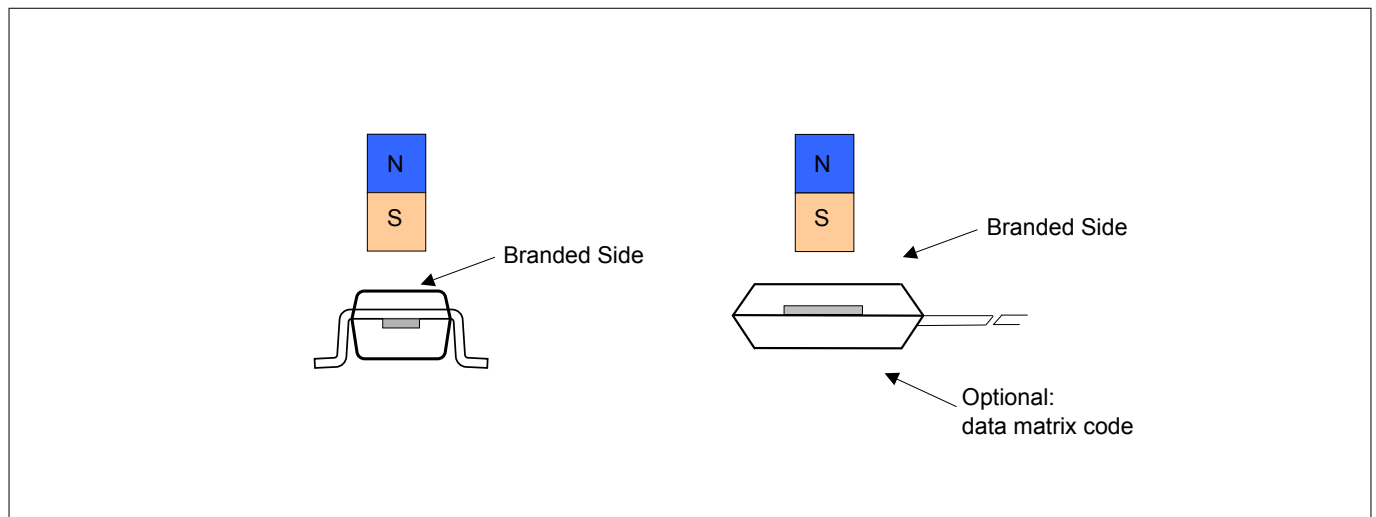 N
S
Branded Side
N
S
Branded Side
Optional:
data matrix code